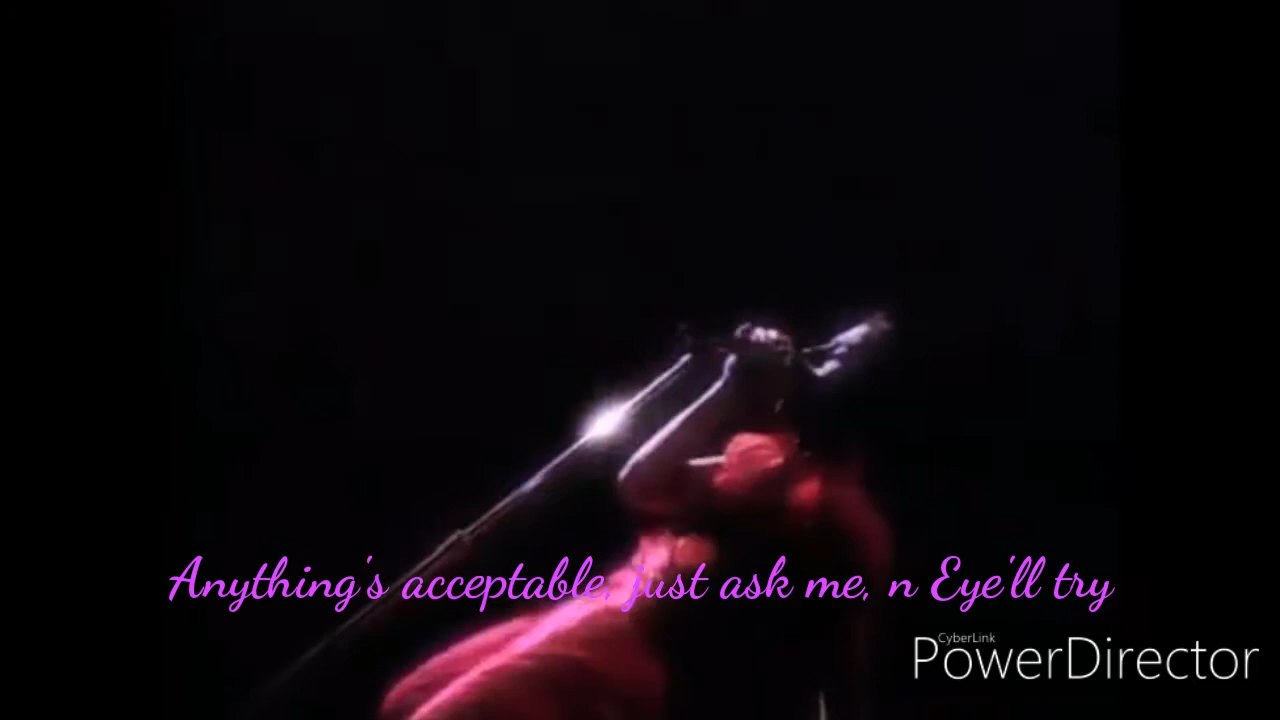 Anything's acceptable, just ask me, n Eye'll try
CyberLink
PowerDirector